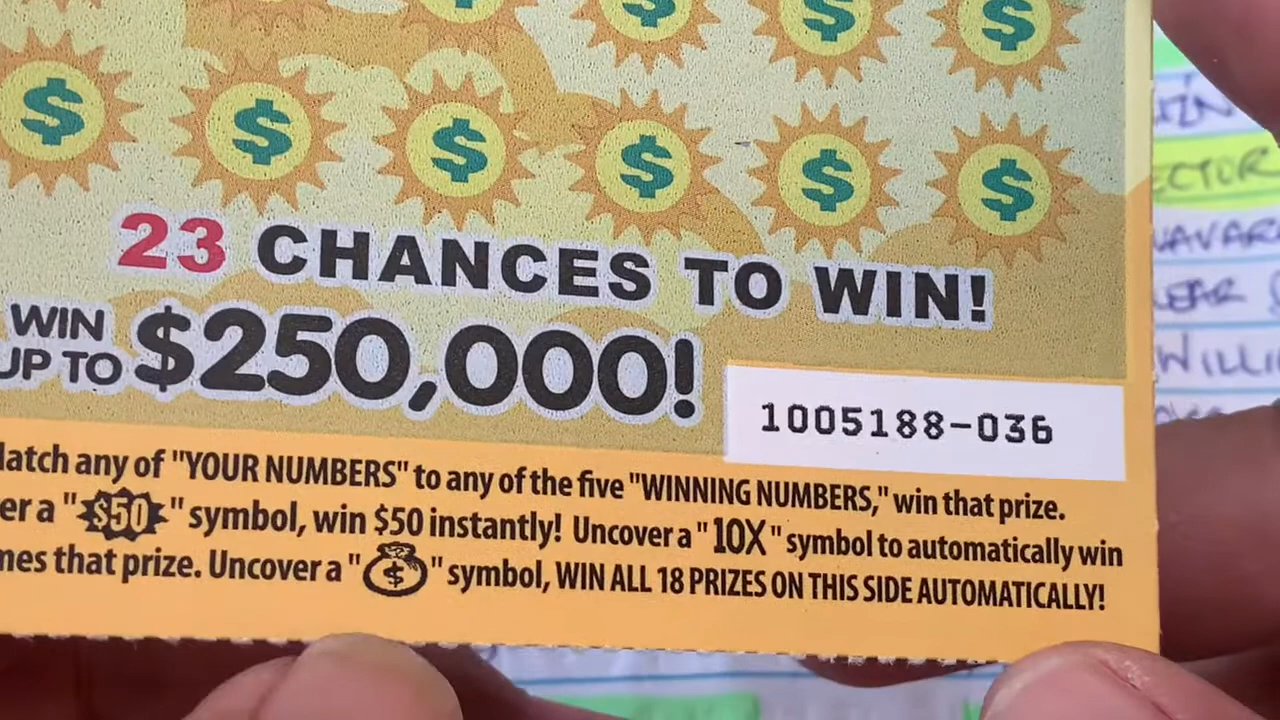 $ $ $ $ $
$ $ $ $ $ $
23 CHANCES TO WIN!
WIN
UP TO $250,000!
1005188-036
atch any of "YOUR NUMBERS" to any of the five "WINNING NUMBERS," win that prize.
er a "$50" symbol, win $50 instantly! Uncover a "10X" symbol to automatically win
mes that prize. Uncover a "$" symbol, WIN ALL 18 PRIZES ON THIS SIDE AUTOMATICALLY!
ECTOR
WILLI